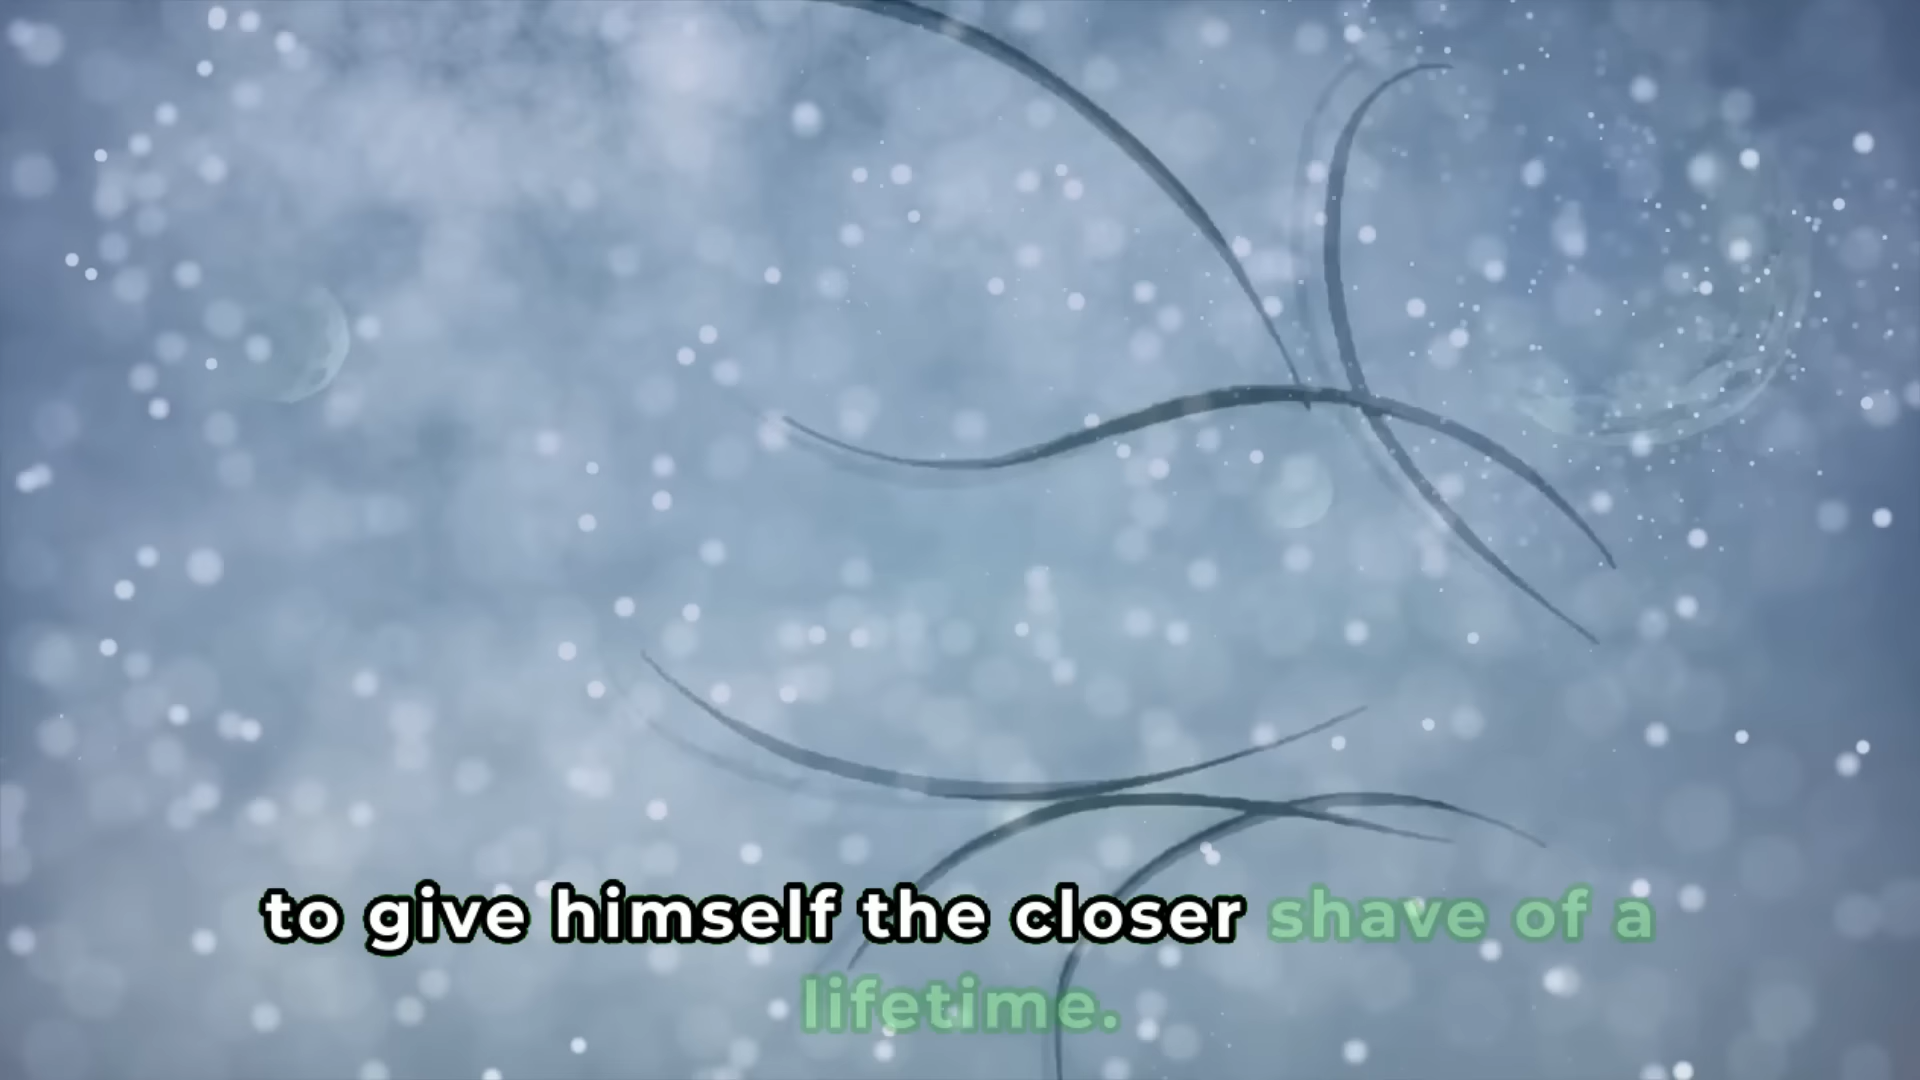 to give himself the closer shave of a
lifetime.